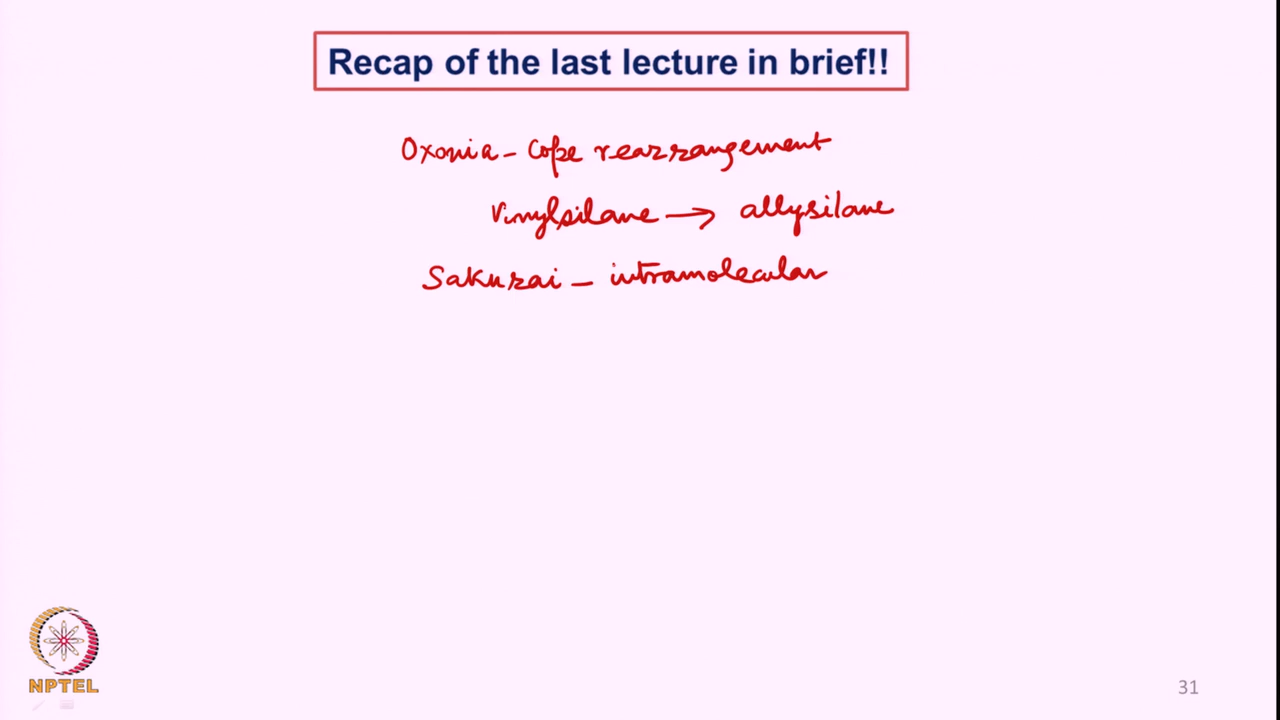 Recap of the last lecture in brief!!
Oxonia - Cope rearrangement
Vinylsilane → allysilane
Sakurai - intramolecular
NPTEL
31